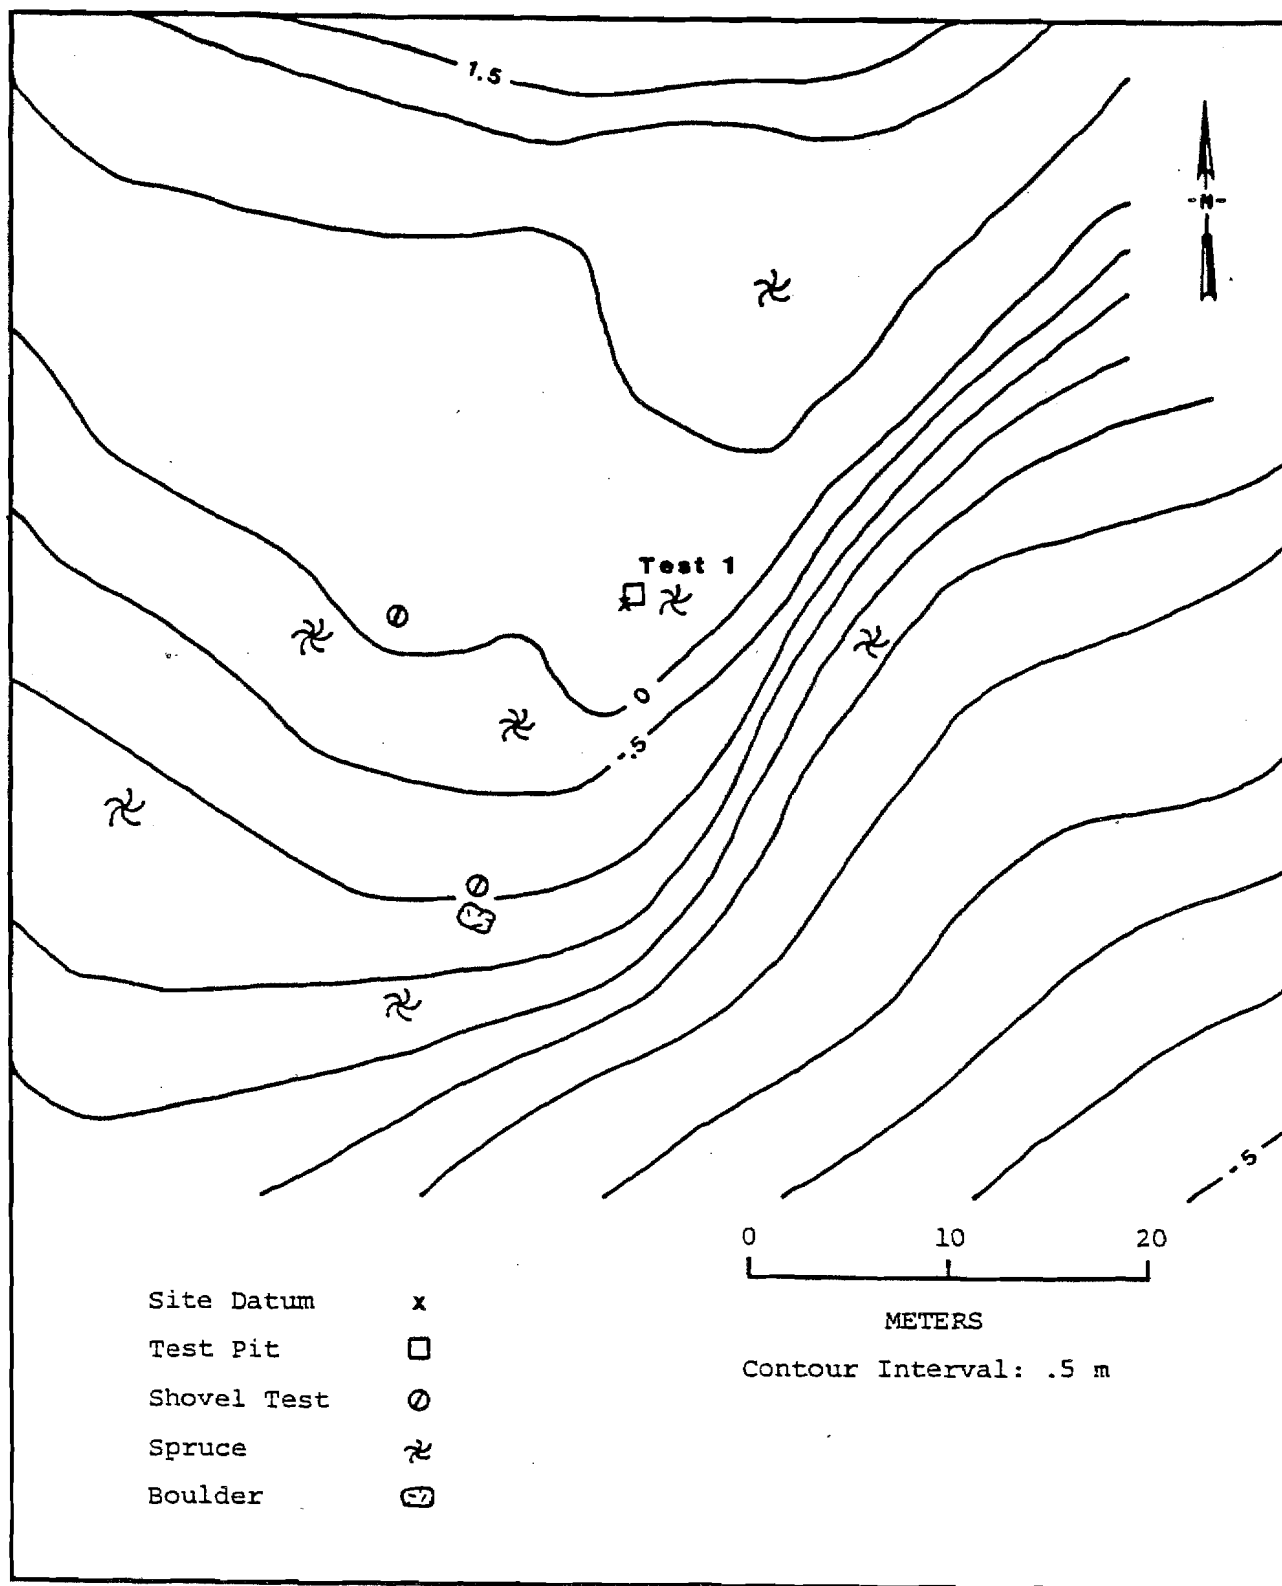 1.5
-N-
Test 1
0
-.5
-5
0 10 20
METERS
Contour Interval: .5 m
Site Datum x
Test Pit
Shovel Test
Spruce
Boulder